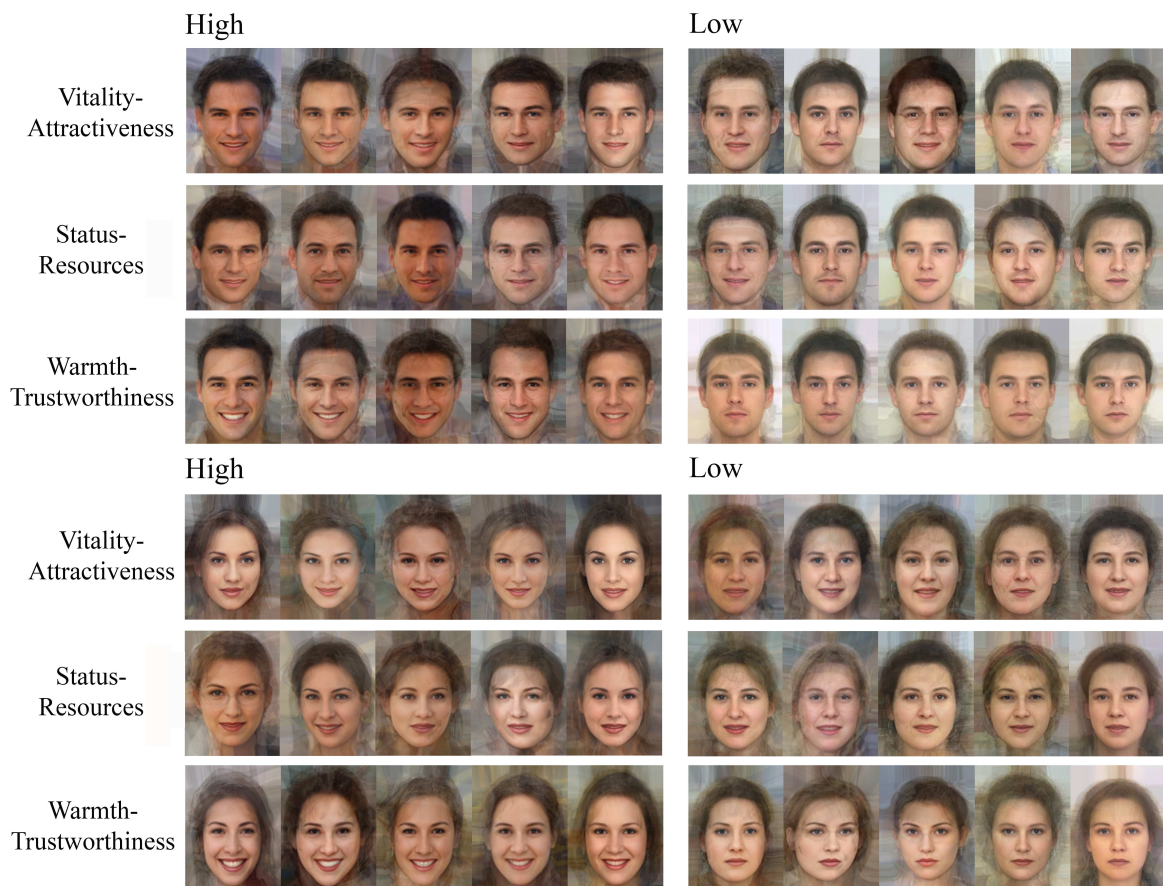 High
Low
Vitality-
Attractiveness
Status-
Resources
Warmth-
Trustworthiness
High
Low
Vitality-
Attractiveness
Status-
Resources
Warmth-
Trustworthiness